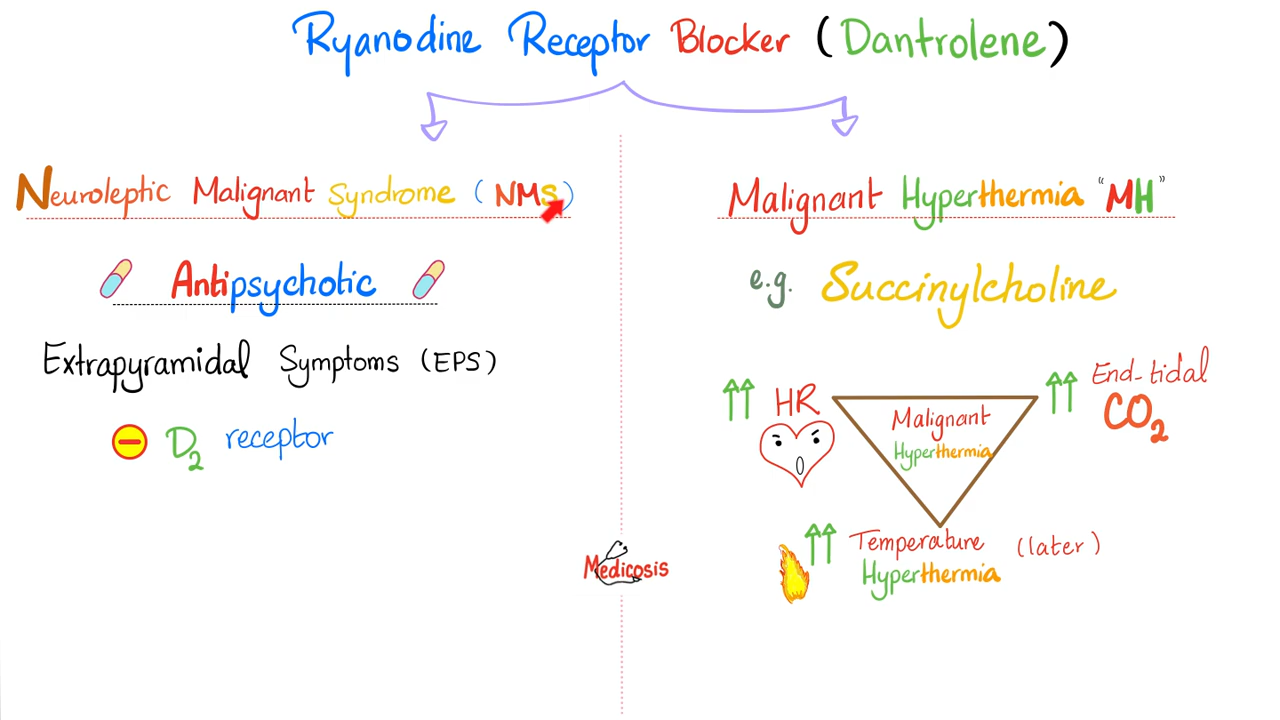 Ryanodine Receptor Blocker (Dantrolene)
Neuroleptic Malignant Syndrome (NMS)
Antipsychotic
Extrapyramidal Symptoms (EPS)
D2 receptor
Malignant Hyperthermia "MH"
e.g. Succinylcholine
↑↑ HR
↑↑ End-tidal
CO2
Malignant
Hyperthermia
↑↑ Temperature (later)
Hyperthermia
Medicosis